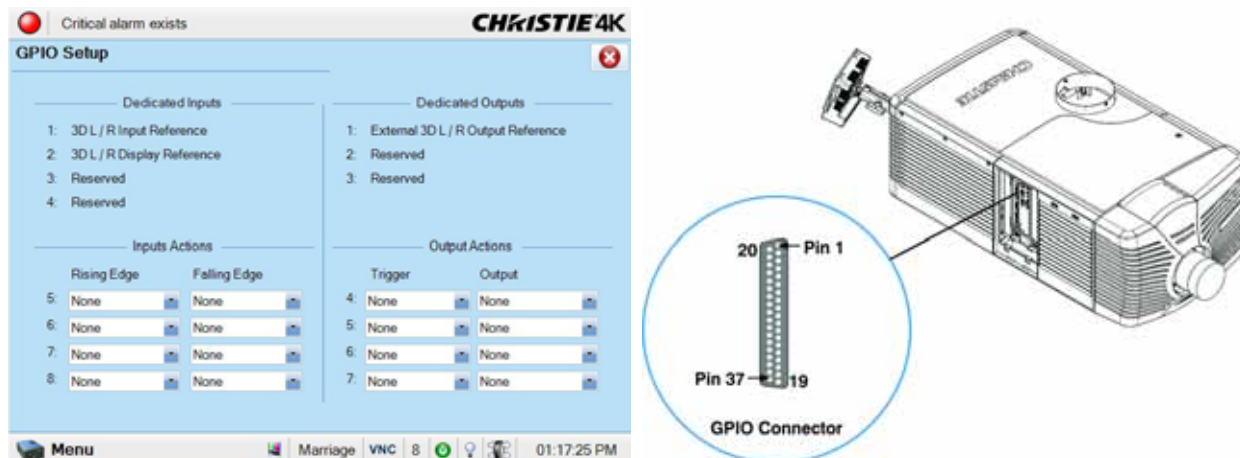 Critical alarm exists
CHRISTIE 4K
GPIO Setup
Dedicated Inputs
1: 3D L / R Input Reference
2: 3D L / R Display Reference
3: Reserved
4: Reserved
Dedicated Outputs
1: External 3D L / R Output Reference
2: Reserved
3: Reserved
Inputs Actions
Rising Edge Falling Edge
5: None None
6: None None
7: None None
8: None None
Output Actions
Trigger Output
4: None None
5: None None
6: None None
7: None None
Menu
Marriage VNC 8 01:17:25 PM
CHRISTIE
20 Pin 1
Pin 37 19
GPIO Connector